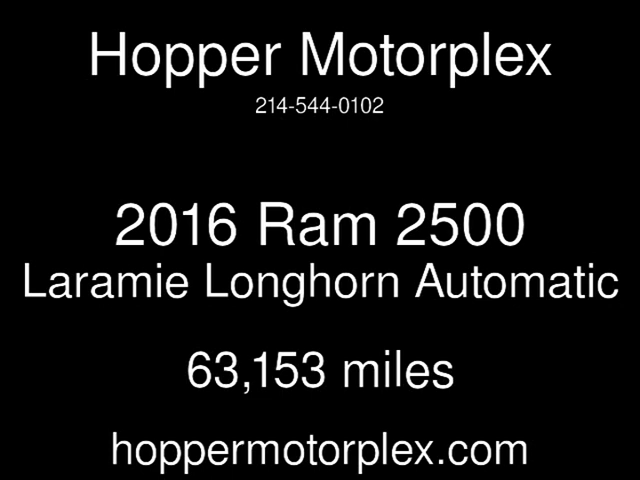 Hopper Motorplex
214-544-0102
2016 Ram 2500
Laramie Longhorn Automatic
63,153 miles
hoppermotorplex.com